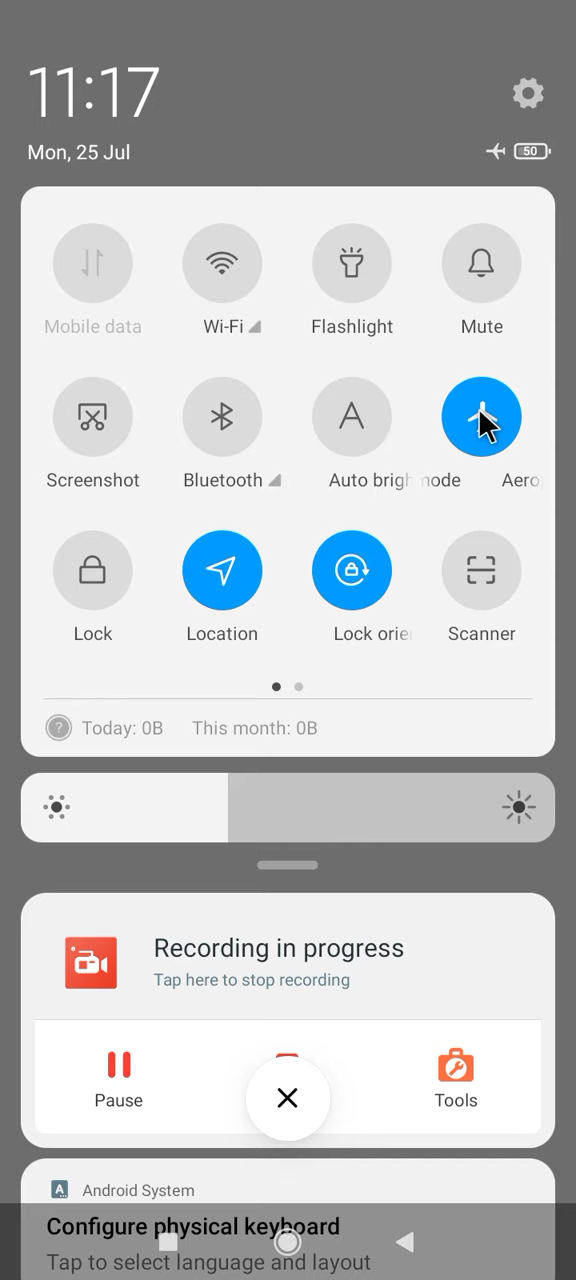 11:17
Mon, 25 Jul
50
Mobile data
Wi-Fi
Flashlight
Mute
Screenshot
Bluetooth
Auto brigh
node
Aero
Lock
Location
Lock orie
Scanner
?
Today: 0B
This month: 0B
Recording in progress
Tap here to stop recording
Pause
Tools
A
Android System
Configure physical keyboard
Tap to select language and layout